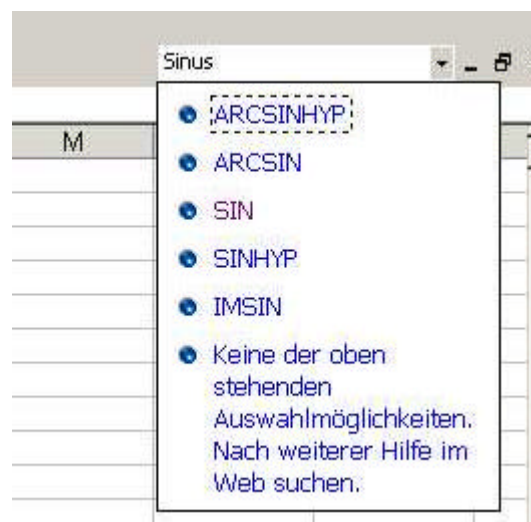 Sinus
M
ARCSINHYP
ARCSIN
SIN
SINHYP
IMSIN
Keine der oben
stehenden
Auswahlmöglichkeiten.
Nach weiterer Hilfe im
Web suchen.